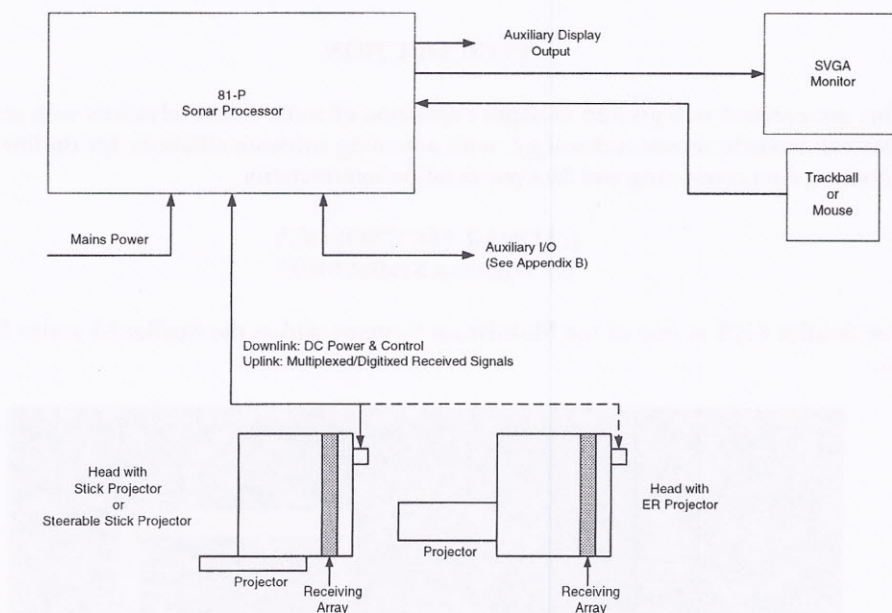 Auxiliary Display
Output
81-P
Sonar Processor
SVGA
Monitor
Trackball
or
Mouse
Mains Power
Auxiliary I/O
(See Appendix B)
Downlink: DC Power & Control
Uplink: Multiplexed/Digitixed Received Signals
Head with
Stick Projector
or
Steerable Stick Projector
Head with
ER Projector
Projector
Projector
Receiving
Array
Receiving
Array